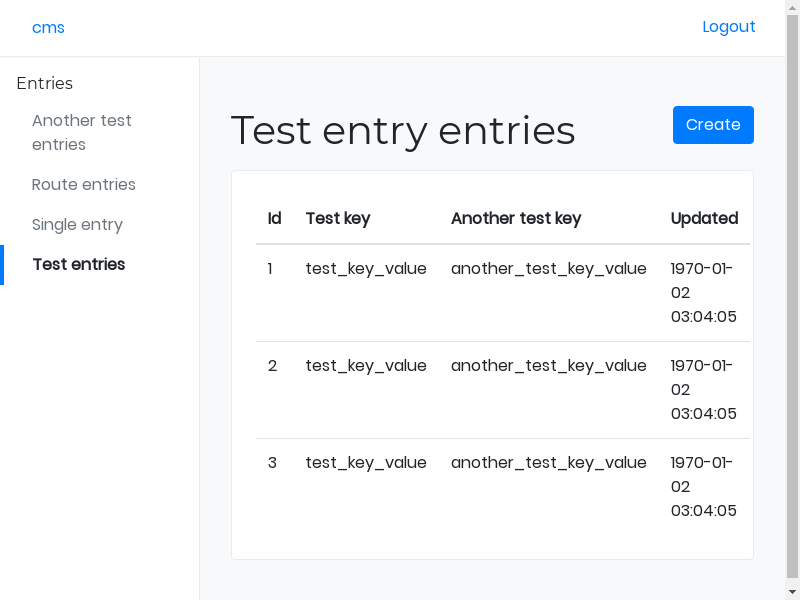 cms
Logout
Entries
Another test
entries
Route entries
Single entry
Test entries
Test entry entries
Create
Id Test key Another test key Updated
1 test_key_value another_test_key_value 1970-01-
02
03:04:05
2 test_key_value another_test_key_value 1970-01-
02
03:04:05
3 test_key_value another_test_key_value 1970-01-
02
03:04:05